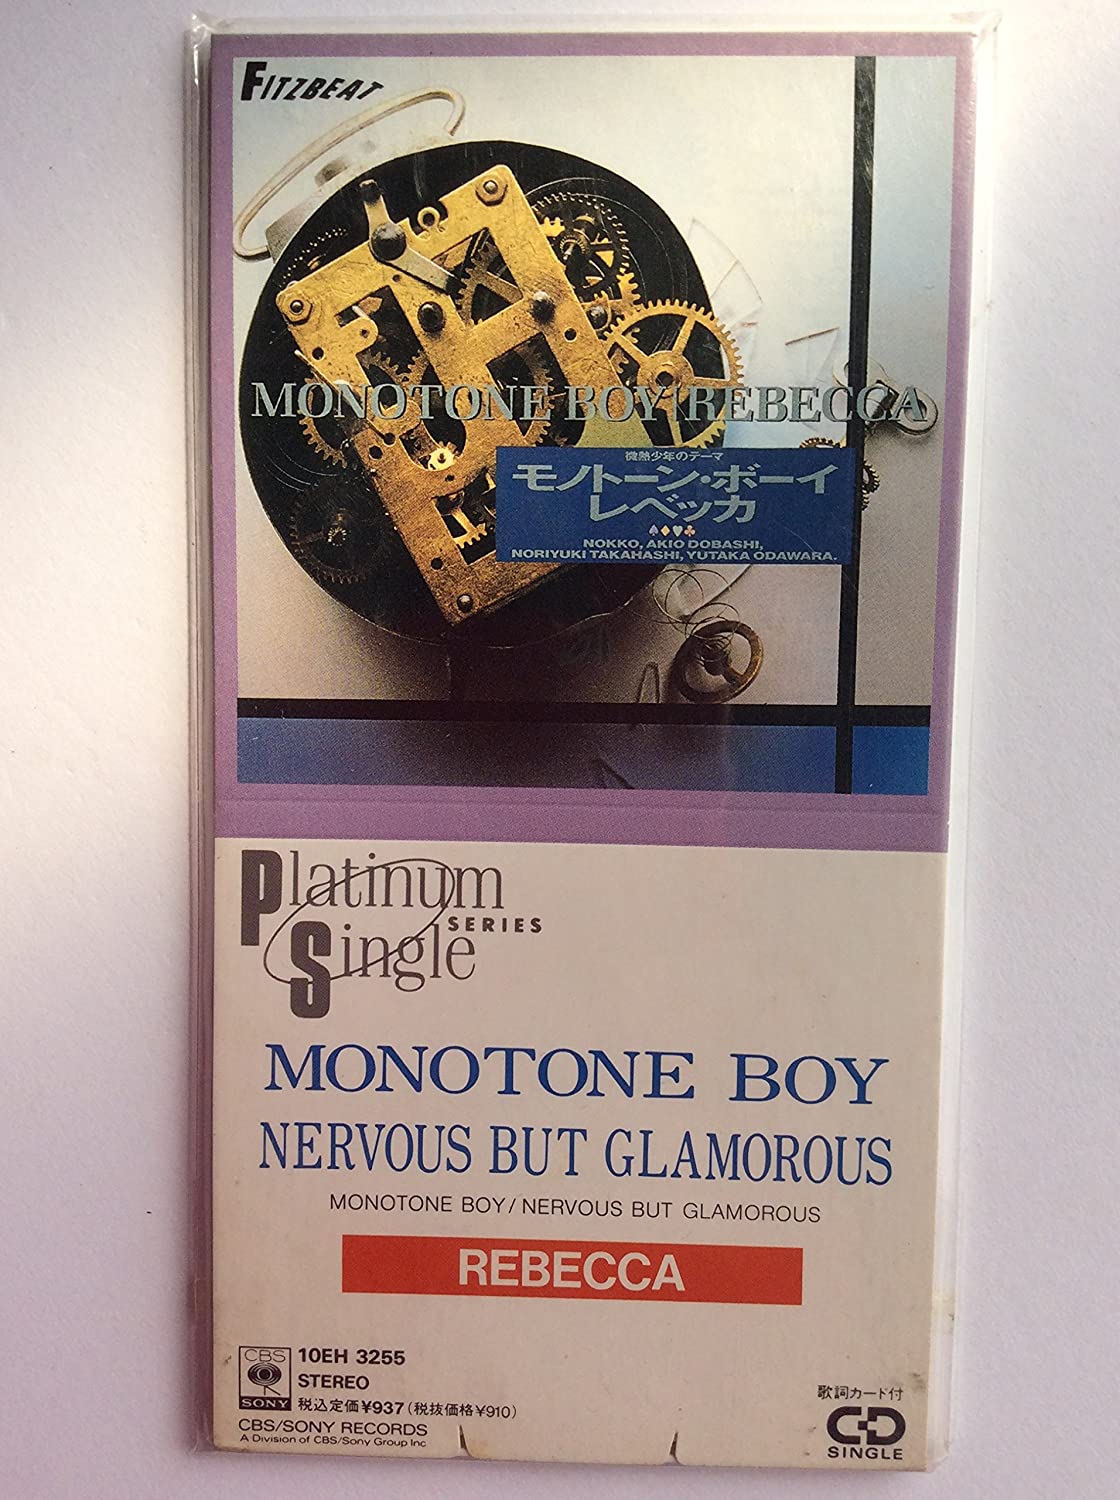 FITZBEAT
MONOTONE BOY REBECCA
微熱少年のテーマ
モノトーン・ボーイ
レベッカ
NOKKO, AKIO DOBASHI,
NORIYUKI TAKAHASHI, YUTAKA ODAWARA.
Platinum
SERIES
Single
MONOTONE BOY
NERVOUS BUT GLAMOROUS
MONOTONE BOY/NERVOUS BUT GLAMOROUS
REBECCA
CBS
SONY
10EH 3255
STEREO
税込定価¥937(税抜価格¥910)
CBS/SONY RECORDS
A Division of CBS/Sony Group Inc
歌詞カード付
CD
SINGLE